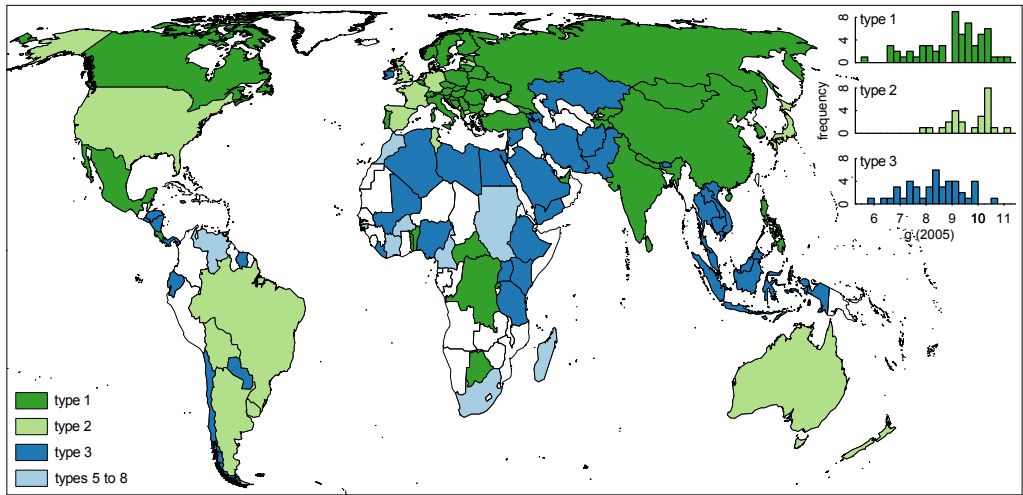 type 1
8
4
0
type 2
8
4
0
frequency
type 3
8
4
0
6 7 8 9 10 11
g (2005)
type 1
type 2
type 3
types 5 to 8